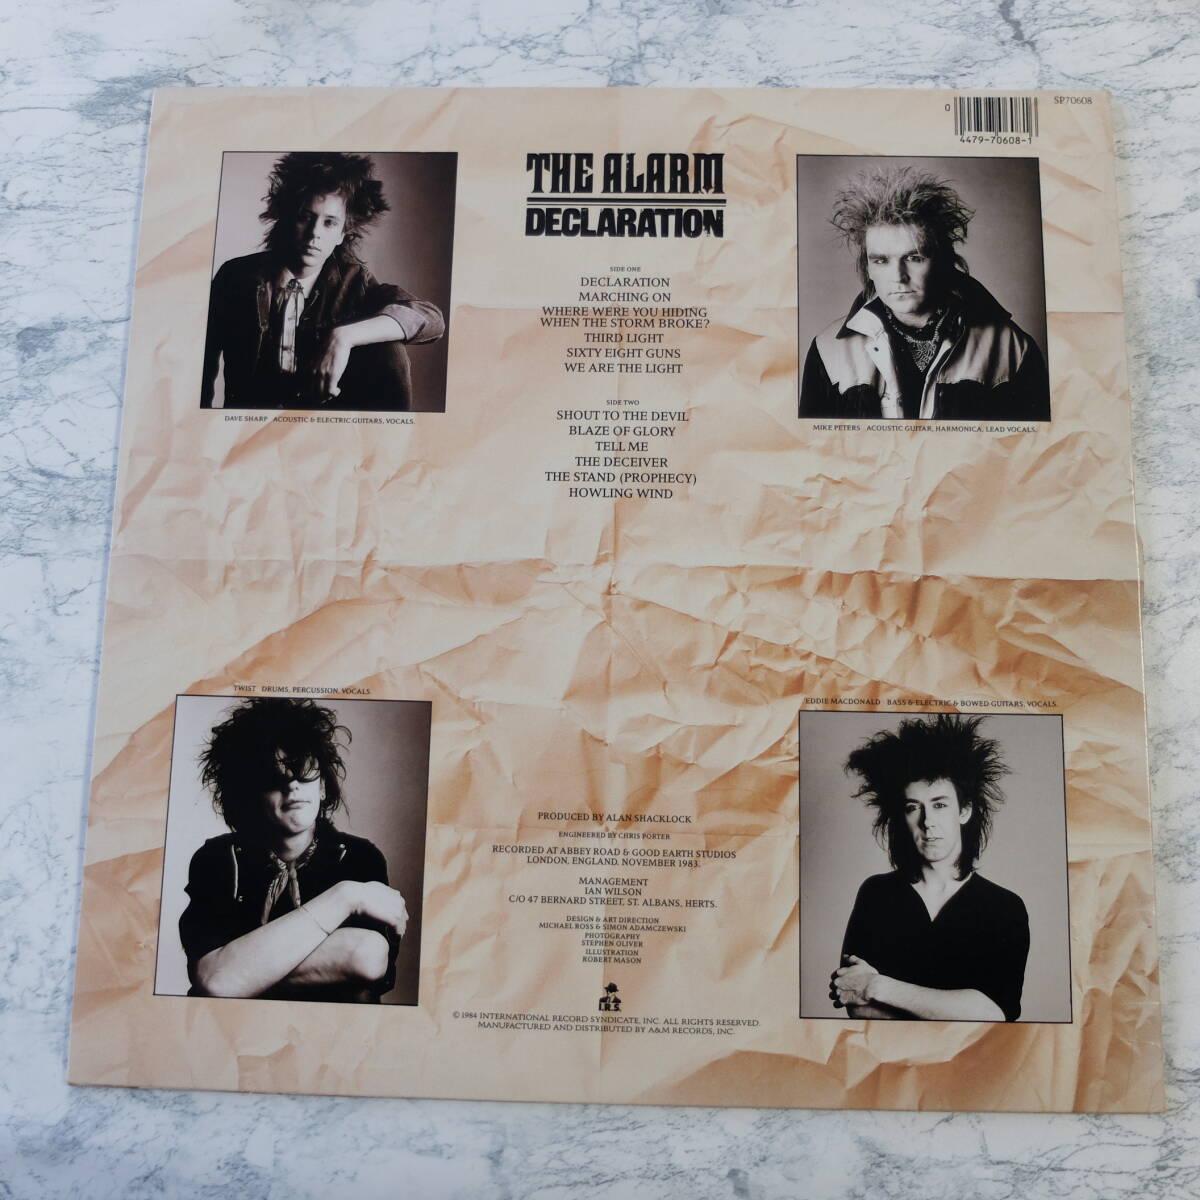 0
4479-70608-1
SP70608
THE ALARM
DECLARATION
SIDE ONE
DECLARATION
MARCHING ON
WHERE WERE YOU HIDING
WHEN THE STORM BROKE?
THIRD LIGHT
SIXTY EIGHT GUNS
WE ARE THE LIGHT
SIDE TWO
SHOUT TO THE DEVIL
BLAZE OF GLORY
TELL ME
THE DECEIVER
THE STAND (PROPHECY)
HOWLING WIND
DAVE SHARP ACOUSTIC & ELECTRIC GUITARS, VOCALS.
MIKE PETERS ACOUSTIC GUITAR, HARMONICA, LEAD VOCALS.
TWIST DRUMS, PERCUSSION, VOCALS.
EDDIE MACDONALD BASS & ELECTRIC & BOWED GUITARS, VOCALS.
PRODUCED BY ALAN SHACKLOCK
ENGINEERED BY CHRIS PORTER
RECORDED AT ABBEY ROAD & GOOD EARTH STUDIOS
LONDON, ENGLAND. NOVEMBER 1983.
MANAGEMENT
IAN WILSON
C/O 47 BERNARD STREET, ST. ALBANS, HERTS.
DESIGN & ART DIRECTION
MICHAEL ROSS & SIMON ADAMCZEWSKI
PHOTOGRAPHY
STEPHEN OLIVER
ILLUSTRATION
ROBERT MASON
I.R.S.
© 1984 INTERNATIONAL RECORD SYNDICATE, INC. ALL RIGHTS RESERVED.
MANUFACTURED AND DISTRIBUTED BY A&M RECORDS, INC.